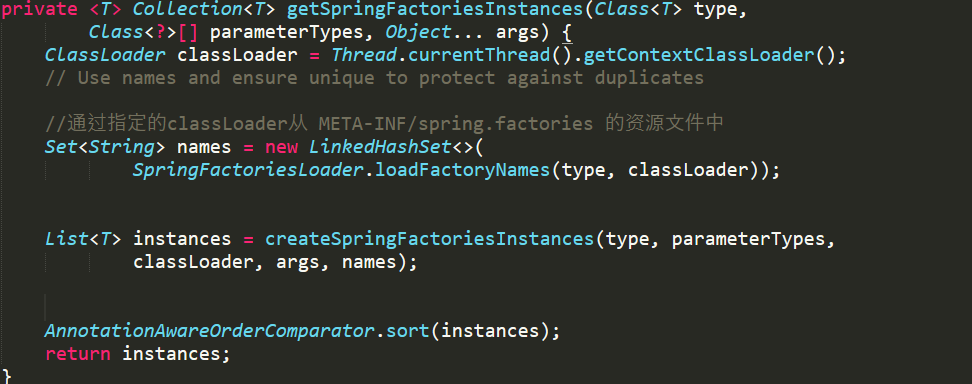 private <T> Collection<T> getSpringFactoriesInstances(Class<T> type,
Class<?>[] parameterTypes, Object... args) {
ClassLoader classLoader = Thread.currentThread().getContextClassLoader();
// Use names and ensure unique to protect against duplicates
//通过指定的classLoader从 META-INF/spring.factories 的资源文件中
Set<String> names = new LinkedHashSet<>(
SpringFactoriesLoader.loadFactoryNames(type, classLoader));
List<T> instances = createSpringFactoriesInstances(type, parameterTypes,
classLoader, args, names);
AnnotationAwareOrderComparator.sort(instances);
return instances;
}